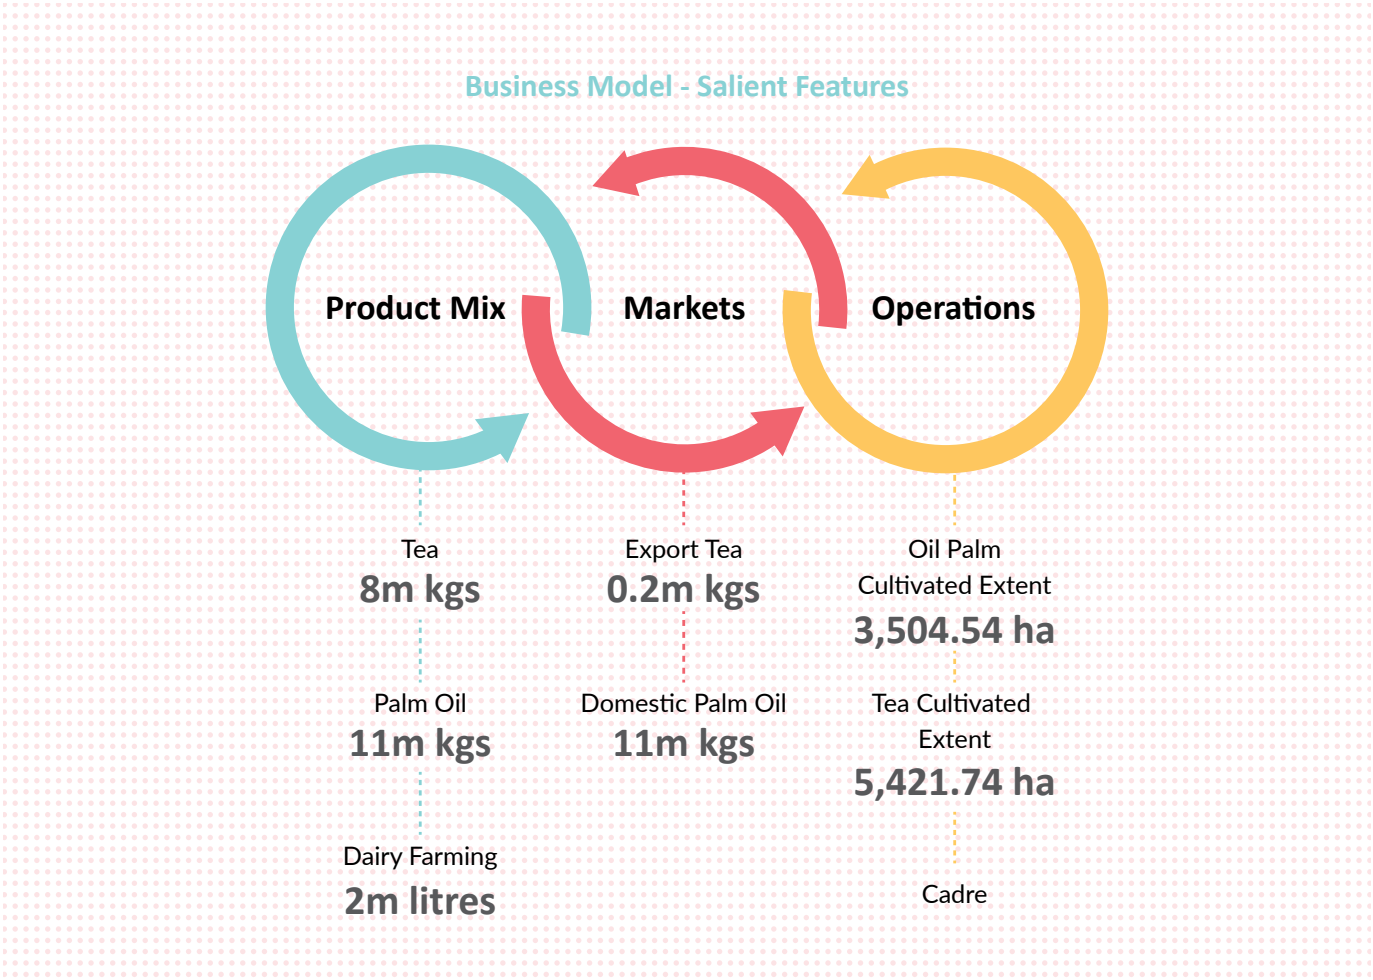 Business Model - Salient Features
Product Mix
Markets
Operations
Tea
8m kgs
Palm Oil
11m kgs
Dairy Farming
2m litres
Export Tea
0.2m kgs
Domestic Palm Oil
11m kgs
Oil Palm
Cultivated Extent
3,504.54 ha
Tea Cultivated
Extent
5,421.74 ha
Cadre